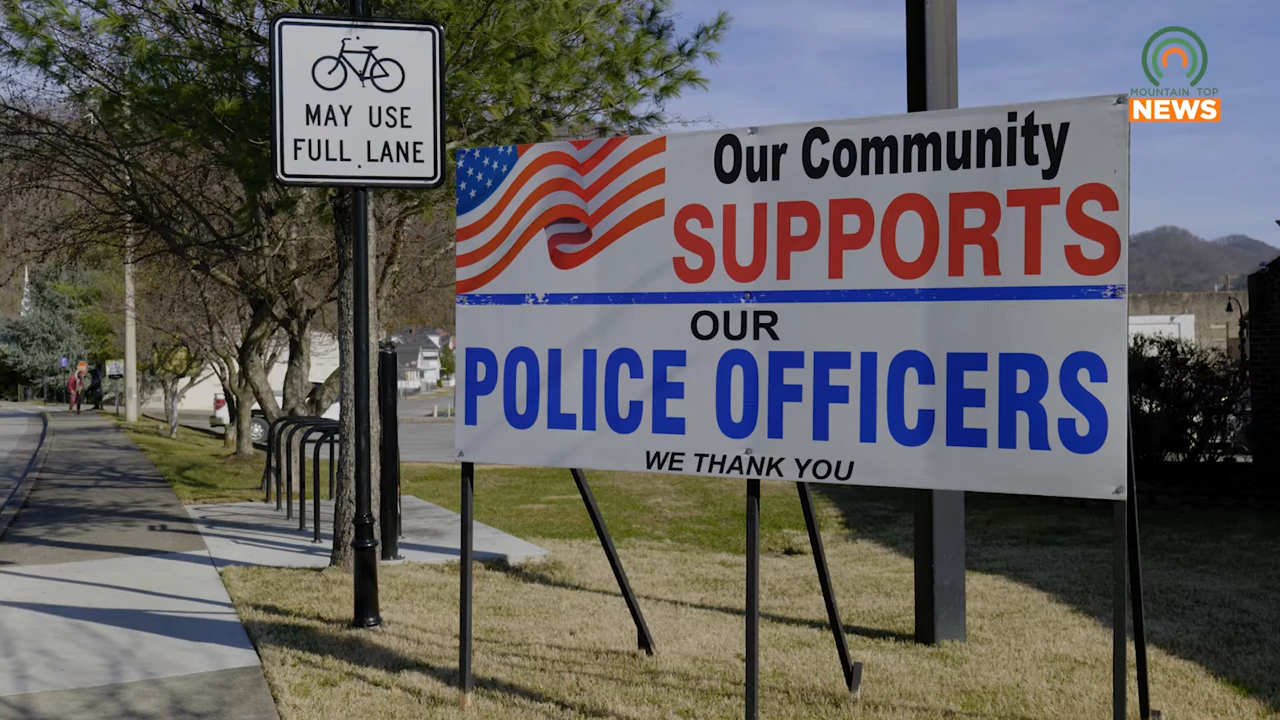 MAY USE
FULL LANE
Our Community
SUPPORTS
OUR
POLICE OFFICERS
WE THANK YOU
MOUNTAIN TOP
NEWS